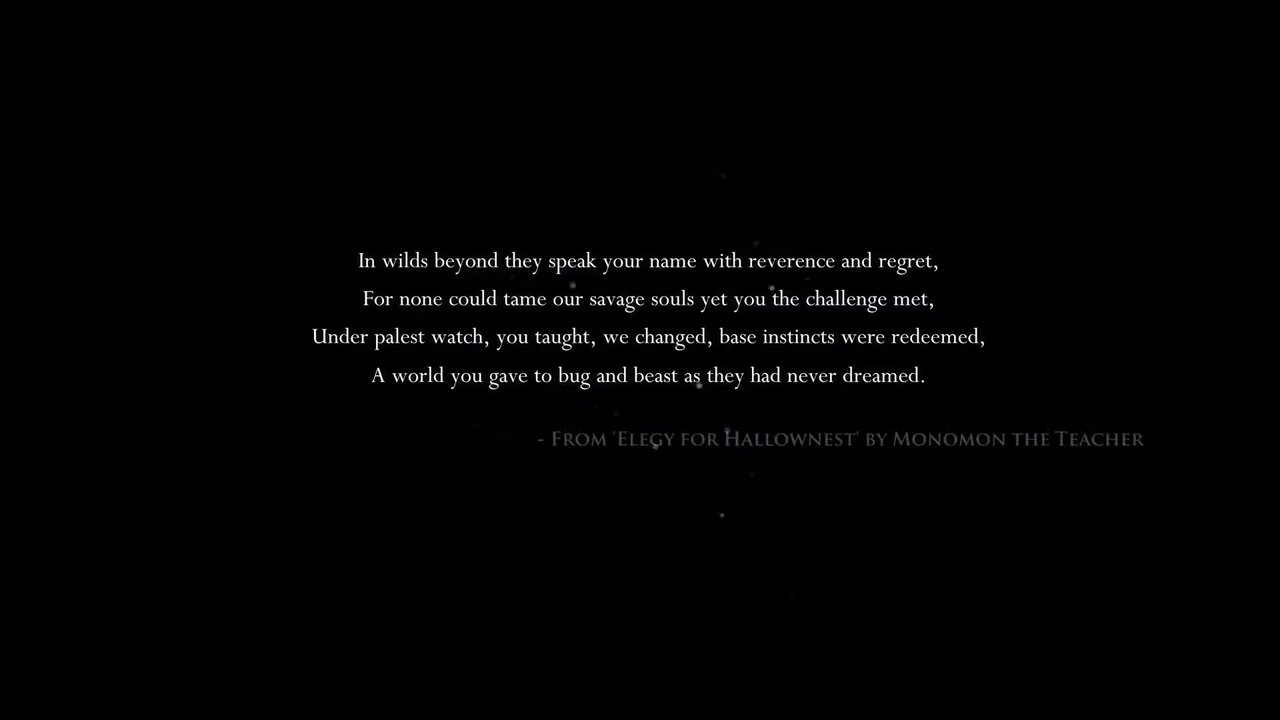 In wilds beyond they speak your name with reverence and regret,
For none could tame our savage souls yet you the challenge met,
Under palest watch, you taught, we changed, base instincts were redeemed,
A world you gave to bug and beast as they had never dreamed.
- From 'Elegy for Hallownest' by Monomon the Teacher